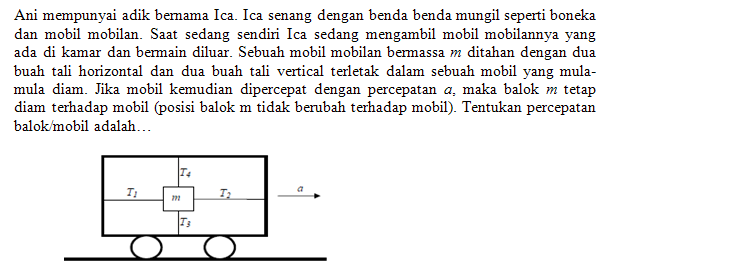 Ani mempunyai adik bernama Ica. Ica senang dengan benda benda mungil seperti boneka
dan mobil mobilan. Saat sedang sendiri Ica sedang mengambil mobil mobilannya yang
ada di kamar dan bermain diluar. Sebuah mobil mobilan bermassa m ditahan dengan dua
buah tali horizontal dan dua buah tali vertical terletak dalam sebuah mobil yang mula-
mula diam. Jika mobil kemudian dipercepat dengan percepatan a, maka balok m tetap
diam terhadap mobil (posisi balok m tidak berubah terhadap mobil). Tentukan percepatan
balok/mobil adalah…
T4
T1
m
T2
a
T3